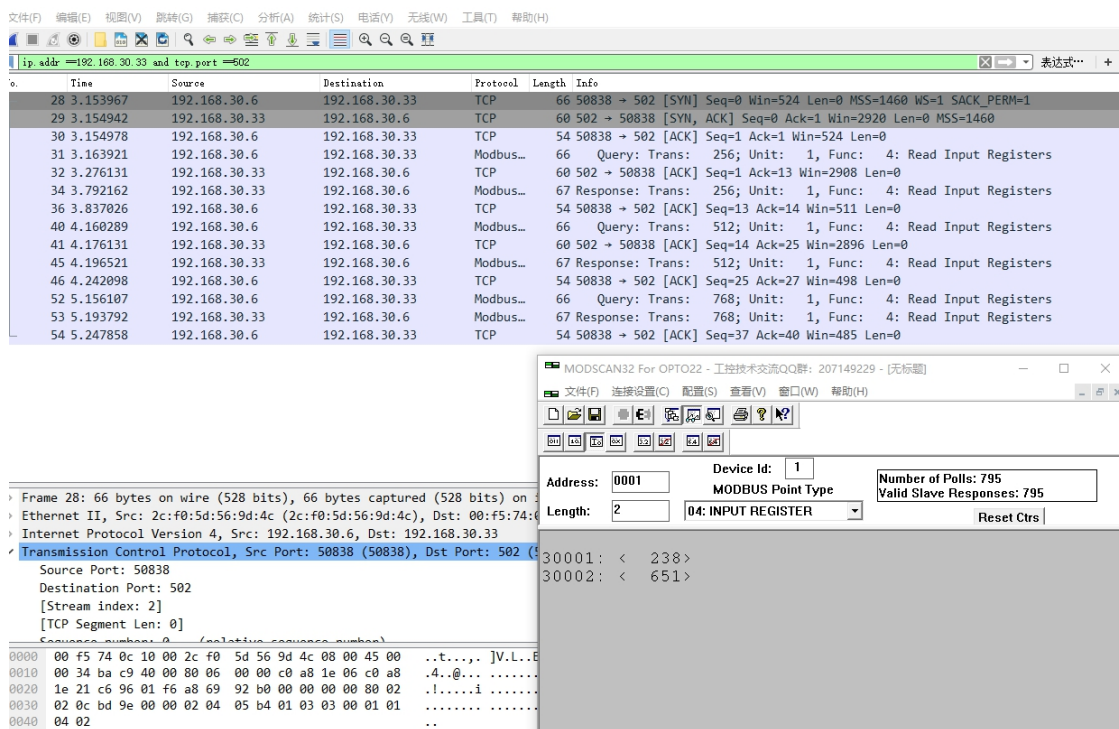 文件(F) 编辑(E) 视图(V) 跳转(G) 捕获(C) 分析(A) 统计(S) 电话(Y) 无线(W) 工具(T) 帮助(H)
ip.addr ==192.168.30.33 and tcp.port ==502 表达式… +
o. Time Source Destination Protocol Length Info
28 3.153967 192.168.30.6 192.168.30.33 TCP 66 50838 → 502 [SYN] Seq=0 Win=524 Len=0 MSS=1460 WS=1 SACK_PERM=1
29 3.154942 192.168.30.33 192.168.30.6 TCP 60 502 → 50838 [SYN, ACK] Seq=0 Ack=1 Win=2920 Len=0 MSS=1460
30 3.154978 192.168.30.6 192.168.30.33 TCP 54 50838 → 502 [ACK] Seq=1 Ack=1 Win=524 Len=0
31 3.163921 192.168.30.6 192.168.30.33 Modbus… 66 Query: Trans: 256; Unit: 1, Func: 4: Read Input Registers
32 3.276131 192.168.30.33 192.168.30.6 TCP 60 502 → 50838 [ACK] Seq=1 Ack=13 Win=2908 Len=0
34 3.792162 192.168.30.33 192.168.30.6 Modbus… 67 Response: Trans: 256; Unit: 1, Func: 4: Read Input Registers
36 3.837026 192.168.30.6 192.168.30.33 TCP 54 50838 → 502 [ACK] Seq=13 Ack=14 Win=511 Len=0
40 4.160289 192.168.30.6 192.168.30.33 Modbus… 66 Query: Trans: 512; Unit: 1, Func: 4: Read Input Registers
41 4.176131 192.168.30.33 192.168.30.6 TCP 60 502 → 50838 [ACK] Seq=14 Ack=25 Win=2896 Len=0
45 4.196521 192.168.30.33 192.168.30.6 Modbus… 67 Response: Trans: 512; Unit: 1, Func: 4: Read Input Registers
46 4.242098 192.168.30.6 192.168.30.33 TCP 54 50838 → 502 [ACK] Seq=25 Ack=27 Win=498 Len=0
52 5.156107 192.168.30.6 192.168.30.33 Modbus… 66 Query: Trans: 768; Unit: 1, Func: 4: Read Input Registers
53 5.193792 192.168.30.33 192.168.30.6 Modbus… 67 Response: Trans: 768; Unit: 1, Func: 4: Read Input Registers
54 5.247858 192.168.30.6 192.168.30.33 TCP 54 50838 → 502 [ACK] Seq=37 Ack=40 Win=485 Len=0
MODSCAN32 For OPTO22 - 工控技术交流QQ群：207149229 - [无标题]
文件(F) 连接设置(C) 配置(S) 查看(V) 窗口(W) 帮助(H)
Address: 0001
Length: 2
Device Id: 1
MODBUS Point Type
04: INPUT REGISTER
Number of Polls: 795
Valid Slave Responses: 795
Reset Ctrs
30001: < 238>
30002: < 651>
Frame 28: 66 bytes on wire (528 bits), 66 bytes captured (528 bits) on
Ethernet II, Src: 2c:f0:5d:56:9d:4c (2c:f0:5d:56:9d:4c), Dst: 00:f5:74:
Internet Protocol Version 4, Src: 192.168.30.6, Dst: 192.168.30.33
Transmission Control Protocol, Src Port: 50838 (50838), Dst Port: 502 (
Source Port: 50838
Destination Port: 502
[Stream index: 2]
[TCP Segment Len: 0]
Sequence number: 0 (relative sequence number)
0000 00 f5 74 0c 10 00 2c f0 5d 56 9d 4c 08 00 45 00 ..t...,. ]V.L..E
0010 00 34 ba c9 40 00 80 06 00 00 c0 a8 1e 06 c0 a8 .4..@... .......
0020 1e 21 c6 96 01 f6 a8 69 92 b0 00 00 00 00 80 02 .!.....i .......
0030 02 0c bd 9e 00 00 02 04 05 b4 01 03 03 00 01 01 ........ .......
0040 04 02 ..